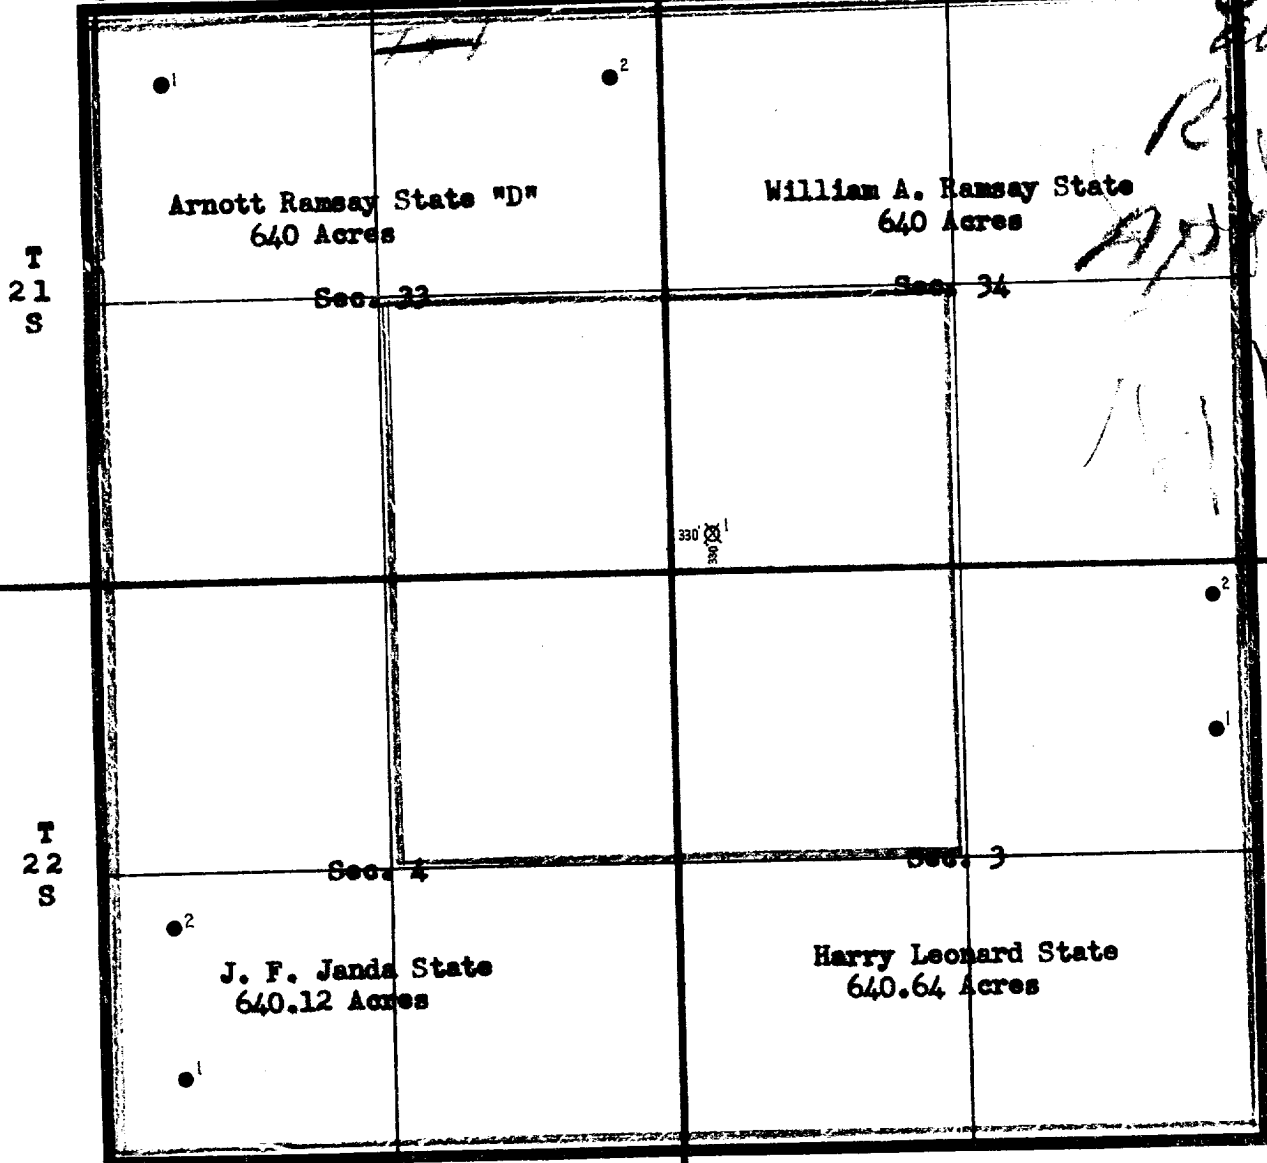 1
2
Arnott Ramsay State "D"
640 Acres
William A. Ramsay State
640 Acres
T
21
S
Sec. 33
Sec. 34
330' 1
330'
2
1
T
22
S
Sec. 4
Sec. 3
2
J. F. Janda State
640.12 Acres
Harry Leonard State
640.64 Acres
1